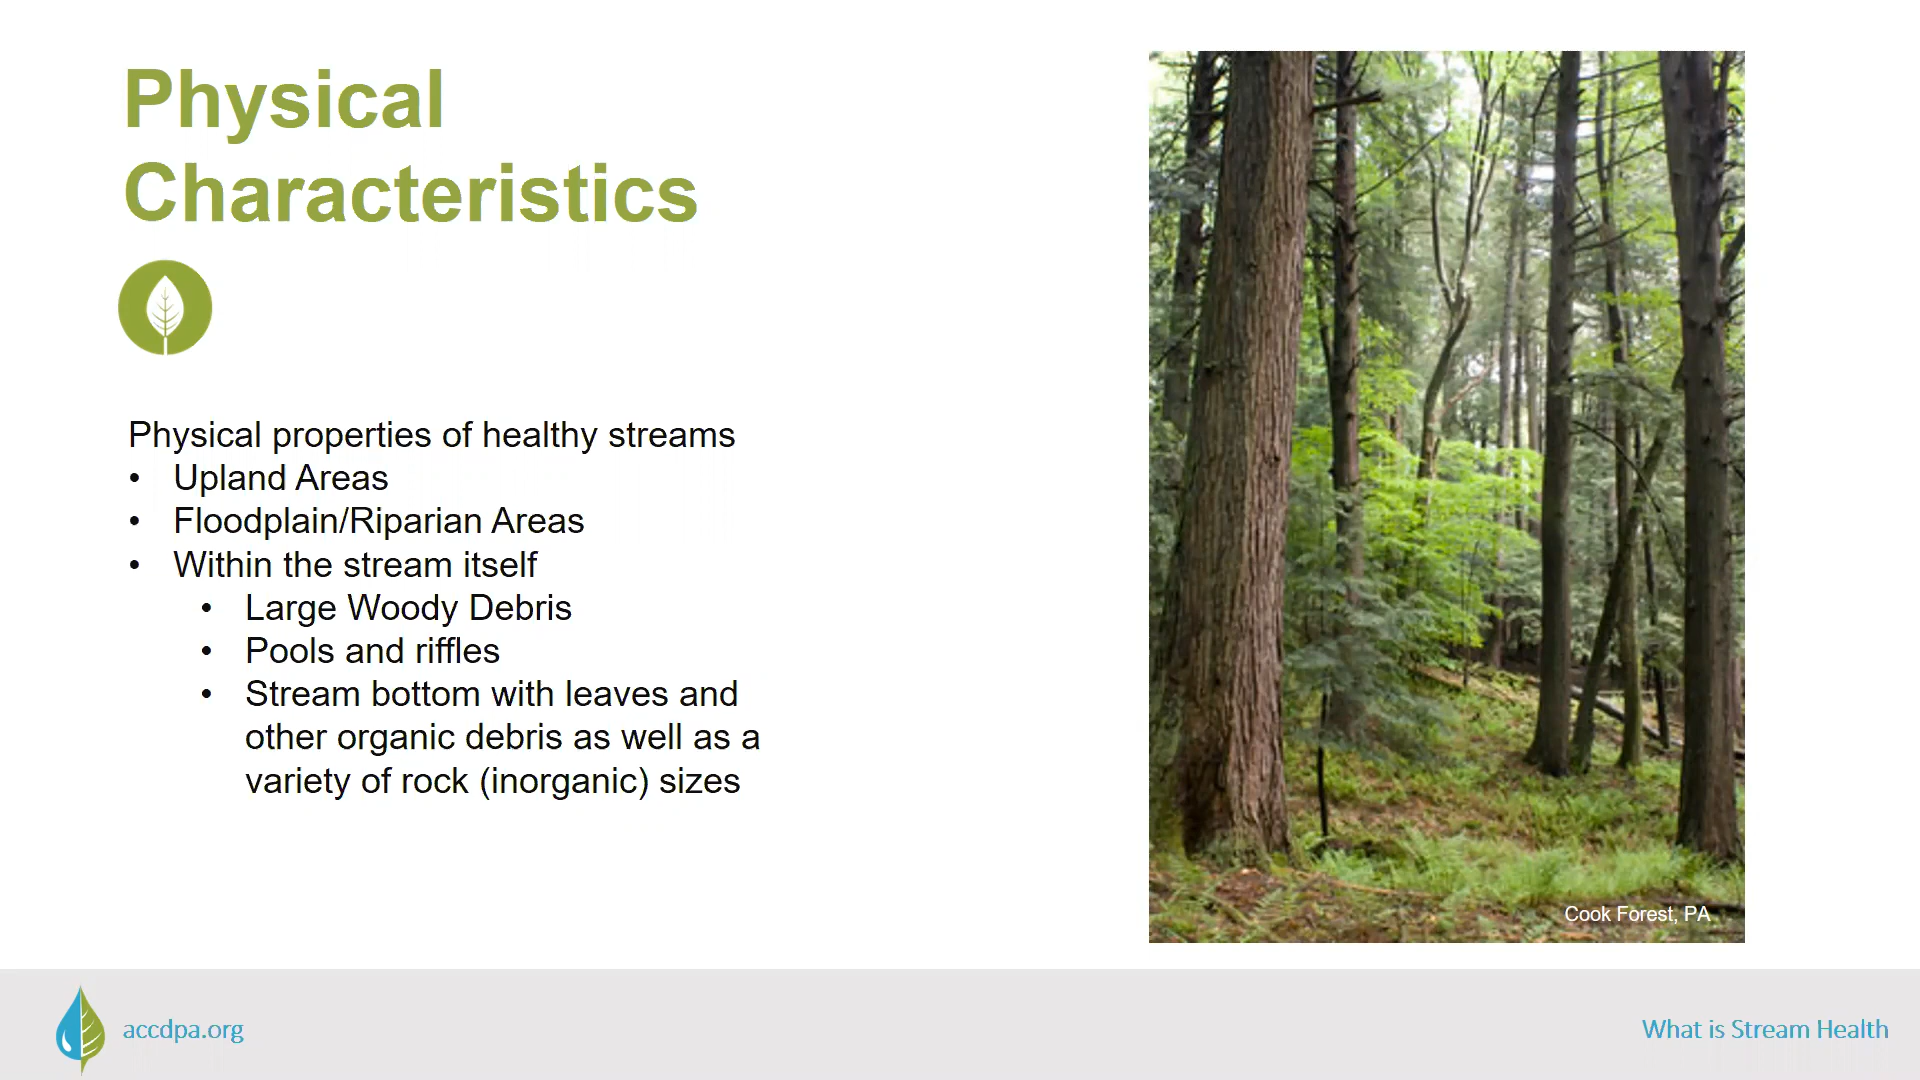 Physical
Characteristics
Physical properties of healthy streams
• Upland Areas
• Floodplain/Riparian Areas
• Within the stream itself
• Large Woody Debris
• Pools and riffles
• Stream bottom with leaves and
other organic debris as well as a
variety of rock (inorganic) sizes
Cook Forest, PA
accdpa.org
What is Stream Health